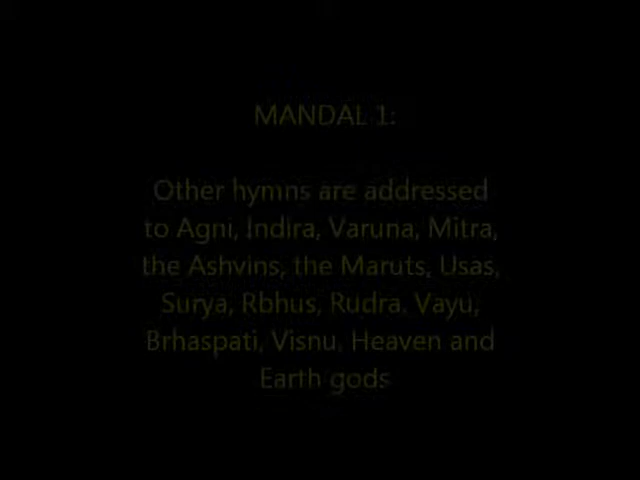 MANDAL 1:
Other hymns are addressed
to Agni, Indira, Varuna, Mitra,
the Ashvins, the Maruts, Usas,
Surya, Rbhus, Rudra, Vayu,
Brhaspati, Visnu, Heaven and
Earth gods